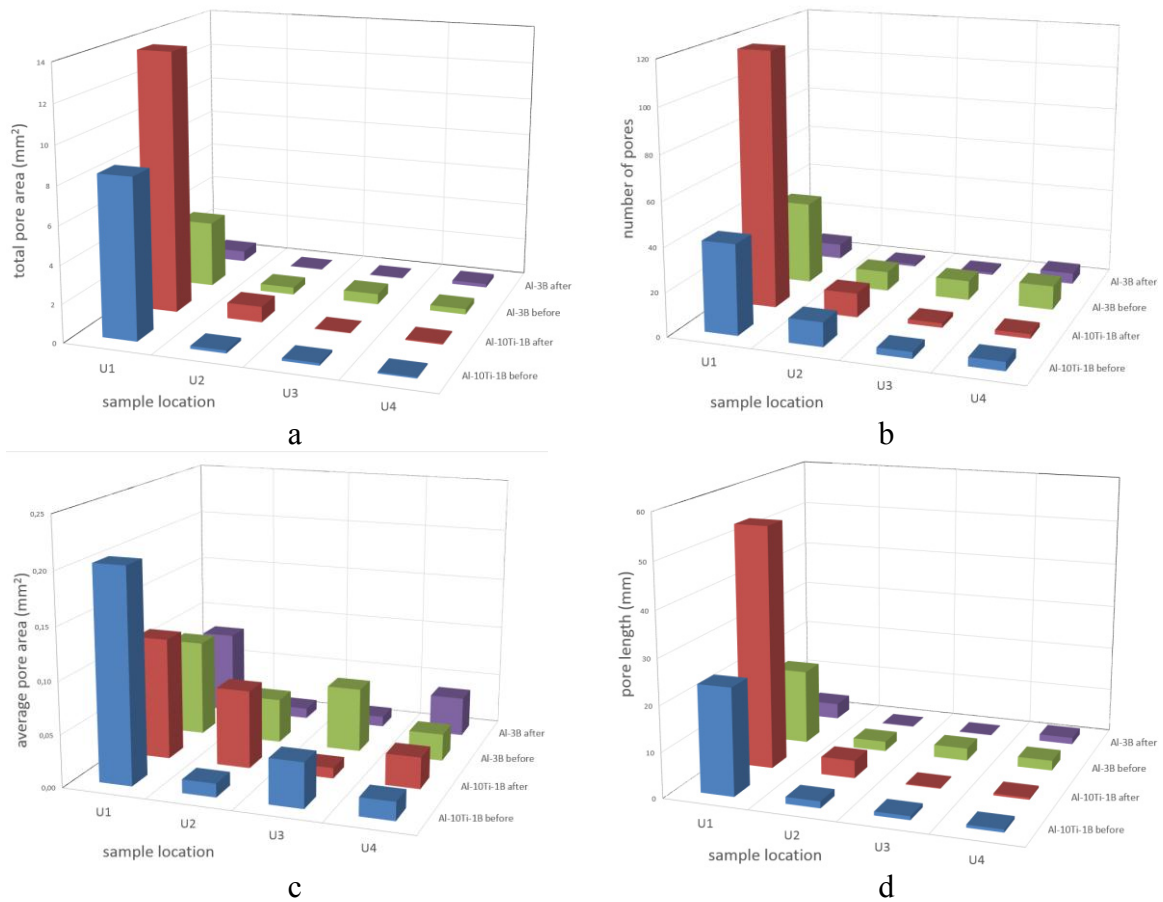 total pore area (mm²)
14
12
10
8
6
4
2
0
U1
U2
U3
U4
sample location
Al-3B after
Al-3B before
Al-10Ti-1B after
Al-10Ti-1B before
a
number of pores
120
100
80
60
40
20
0
U1
U2
U3
U4
sample location
Al-3B after
Al-3B before
Al-10Ti-1B after
Al-10Ti-1B before
b
average pore area (mm²)
0,25
0,20
0,15
0,10
0,05
0,00
U1
U2
U3
U4
sample location
Al-3B after
Al-3B before
Al-10Ti-1B after
Al-10Ti-1B before
c
pore length (mm)
60
50
40
30
20
10
0
U1
U2
U3
U4
sample location
Al-3B after
Al-3B before
Al-10Ti-1B after
Al-10Ti-1B before
d